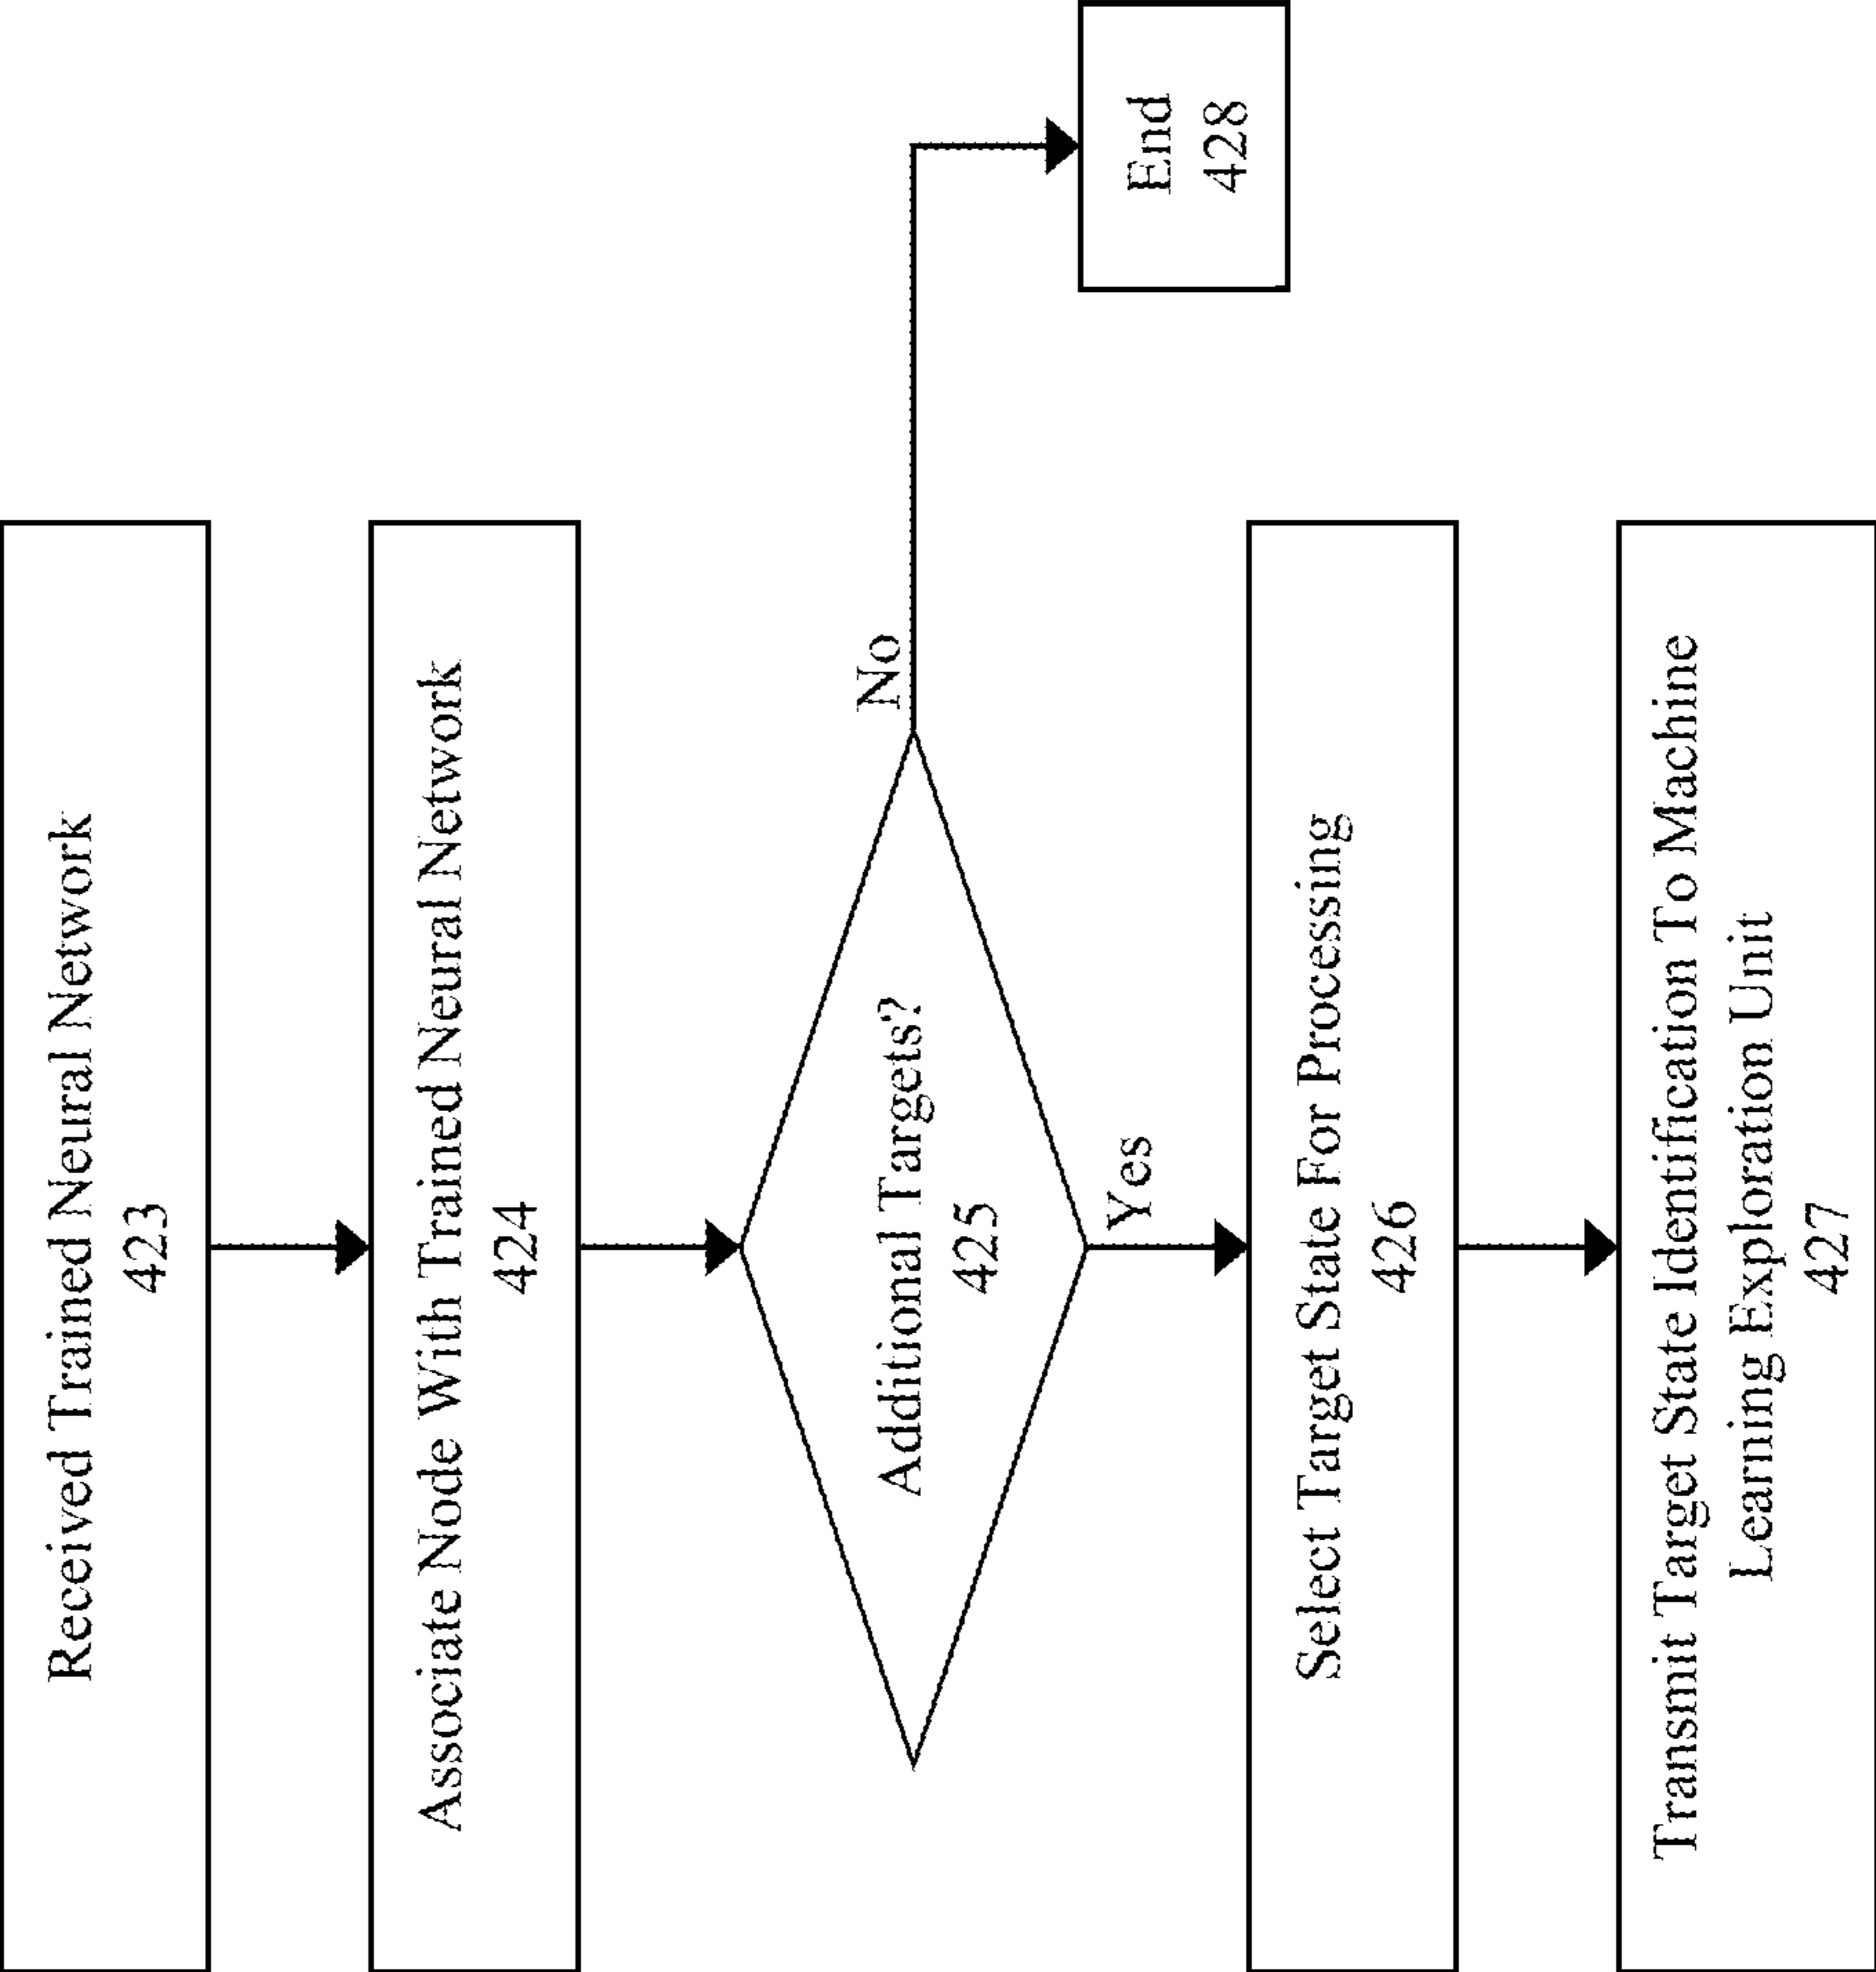 Received Trained Neural Network
423
Associate Node With Trained Neural Network
424
Additional Targets?
425
No
End
428
Yes
Select Target State For Processing
426
Transmit Target State Identification To Machine
Learning Exploration Unit
427